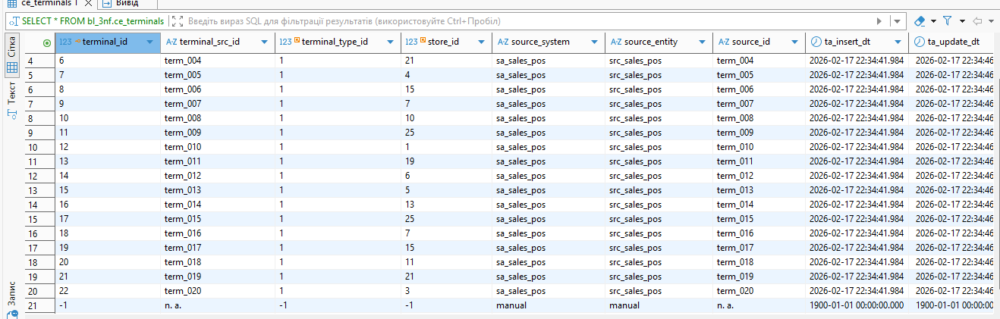 ce_terminals 1 Вивід
SELECT * FROM bl_3nf.ce_terminals Введіть вираз SQL для фільтрації результатів (використовуйте Ctrl+Пробіл)
Сітка
Текст
Запис
123 terminal_id A-Z terminal_src_id 123 terminal_type_id 123 store_id A-Z source_system A-Z source_entity A-Z source_id ta_insert_dt ta_update_dt
4 6 term_004 1 21 sa_sales_pos src_sales_pos term_004 2026-02-17 22:34:41.984 2026-02-17 22:34:46
5 7 term_005 1 4 sa_sales_pos src_sales_pos term_005 2026-02-17 22:34:41.984 2026-02-17 22:34:46
6 8 term_006 1 15 sa_sales_pos src_sales_pos term_006 2026-02-17 22:34:41.984 2026-02-17 22:34:46
7 9 term_007 1 7 sa_sales_pos src_sales_pos term_007 2026-02-17 22:34:41.984 2026-02-17 22:34:46
8 10 term_008 1 10 sa_sales_pos src_sales_pos term_008 2026-02-17 22:34:41.984 2026-02-17 22:34:46
9 11 term_009 1 25 sa_sales_pos src_sales_pos term_009 2026-02-17 22:34:41.984 2026-02-17 22:34:46
10 12 term_010 1 1 sa_sales_pos src_sales_pos term_010 2026-02-17 22:34:41.984 2026-02-17 22:34:46
11 13 term_011 1 19 sa_sales_pos src_sales_pos term_011 2026-02-17 22:34:41.984 2026-02-17 22:34:46
12 14 term_012 1 6 sa_sales_pos src_sales_pos term_012 2026-02-17 22:34:41.984 2026-02-17 22:34:46
13 15 term_013 1 5 sa_sales_pos src_sales_pos term_013 2026-02-17 22:34:41.984 2026-02-17 22:34:46
14 16 term_014 1 13 sa_sales_pos src_sales_pos term_014 2026-02-17 22:34:41.984 2026-02-17 22:34:46
15 17 term_015 1 25 sa_sales_pos src_sales_pos term_015 2026-02-17 22:34:41.984 2026-02-17 22:34:46
16 18 term_016 1 7 sa_sales_pos src_sales_pos term_016 2026-02-17 22:34:41.984 2026-02-17 22:34:46
17 19 term_017 1 15 sa_sales_pos src_sales_pos term_017 2026-02-17 22:34:41.984 2026-02-17 22:34:46
18 20 term_018 1 11 sa_sales_pos src_sales_pos term_018 2026-02-17 22:34:41.984 2026-02-17 22:34:46
19 21 term_019 1 21 sa_sales_pos src_sales_pos term_019 2026-02-17 22:34:41.984 2026-02-17 22:34:46
20 22 term_020 1 3 sa_sales_pos src_sales_pos term_020 2026-02-17 22:34:41.984 2026-02-17 22:34:46
21 -1 n. a. -1 -1 manual manual n. a. 1900-01-01 00:00:00.000 1900-01-01 00:00:00